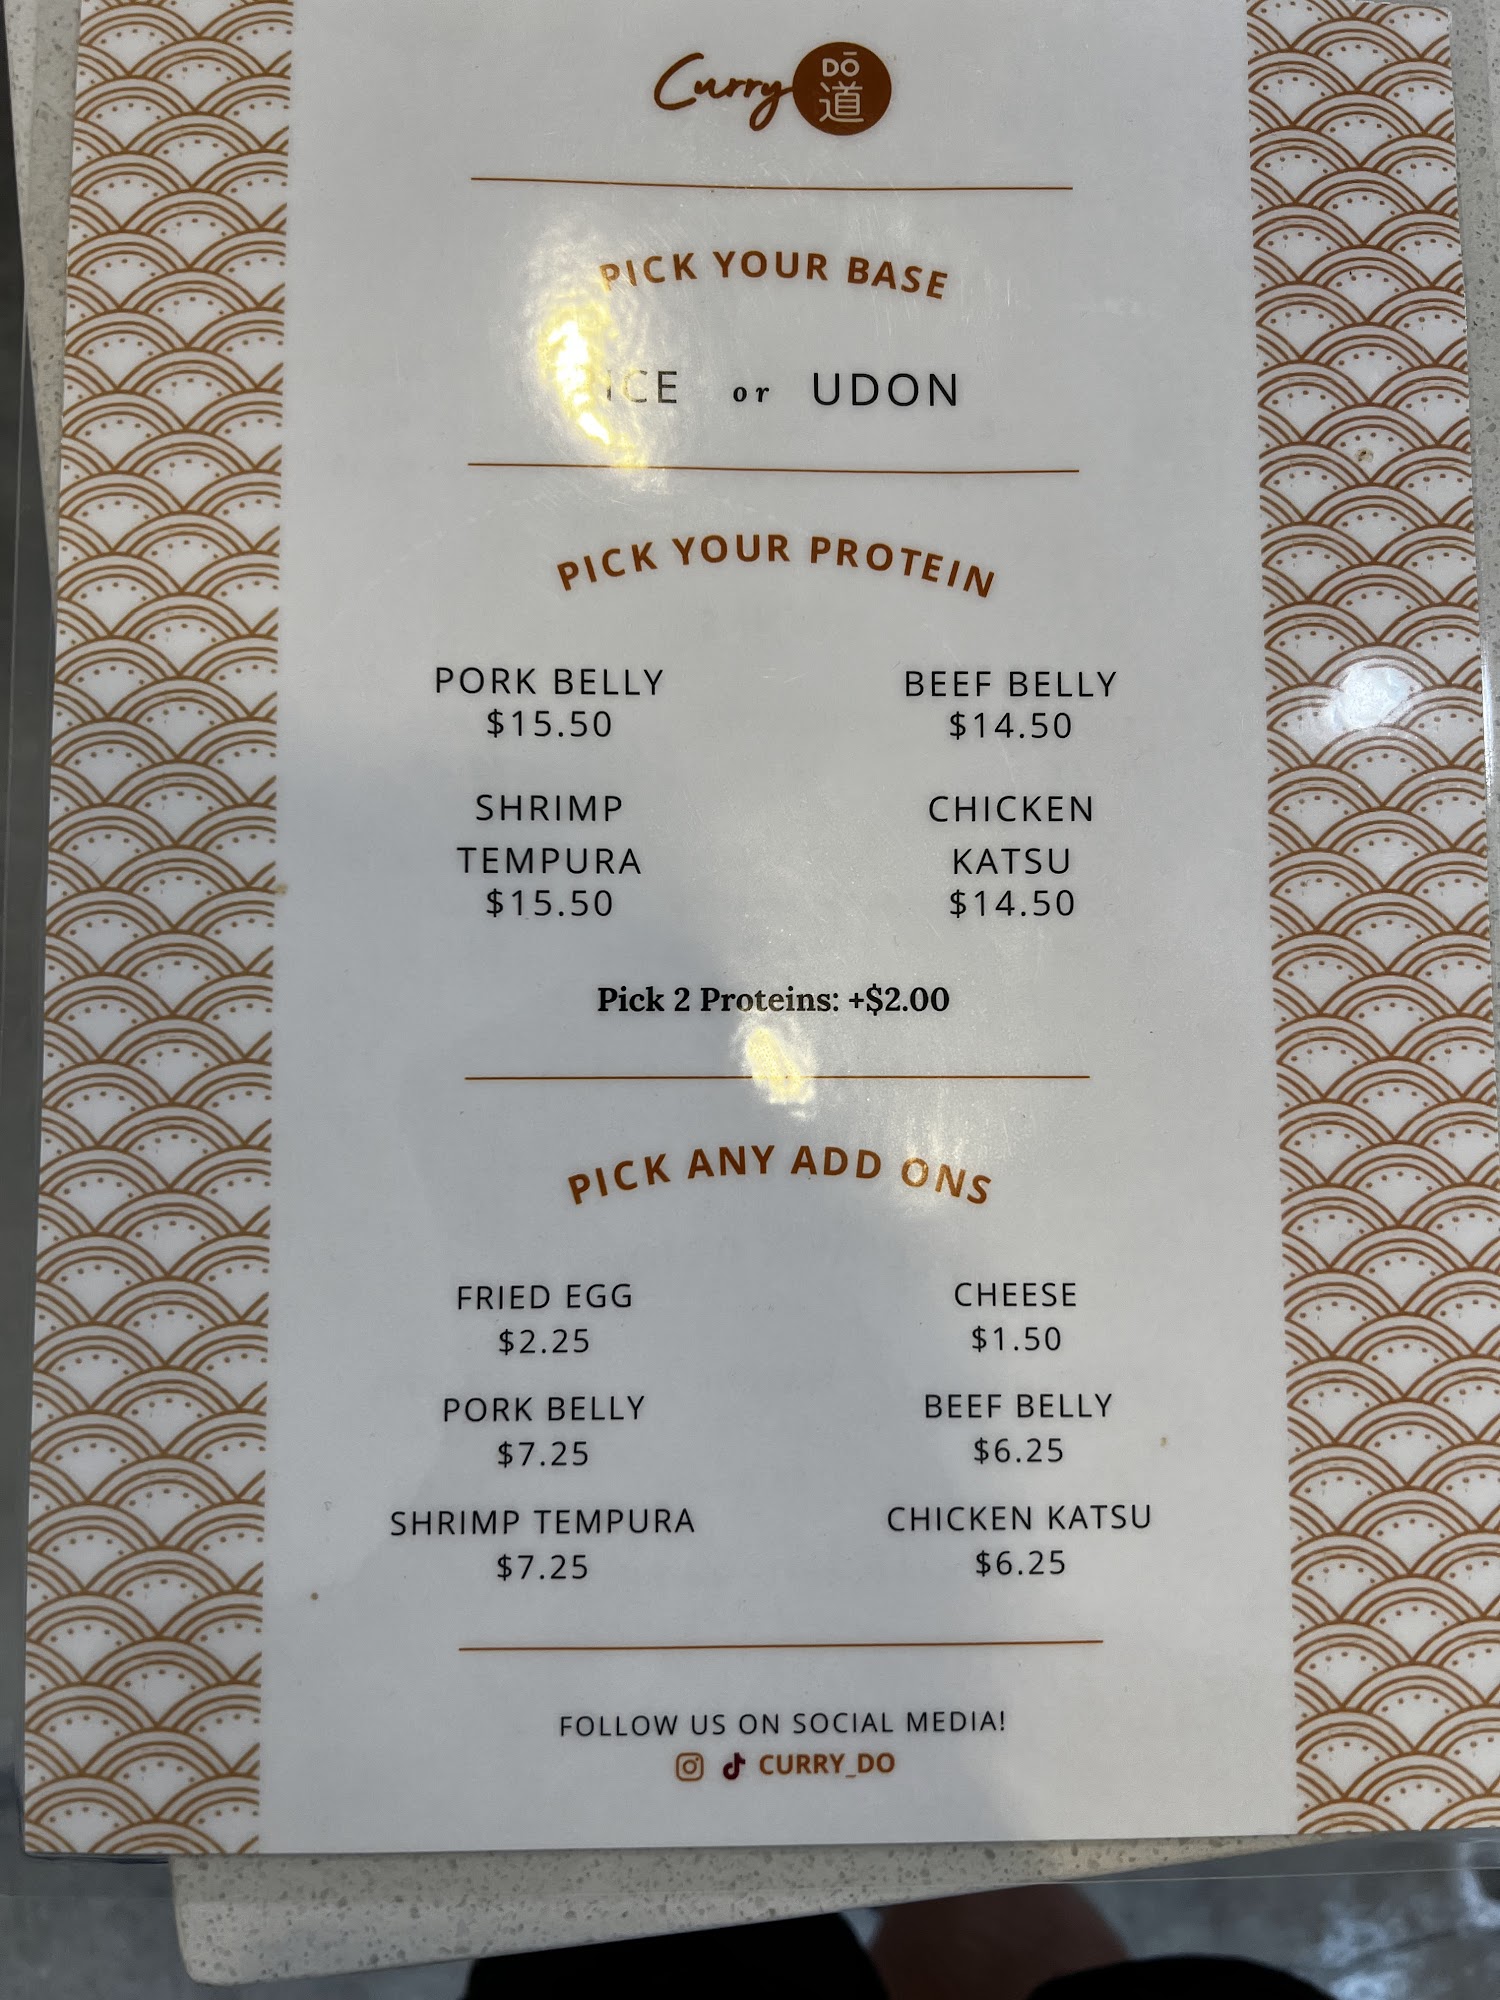 Curry DŌ 道
PICK YOUR BASE
ICE or UDON
PICK YOUR PROTEIN
PORK BELLY BEEF BELLY
$15.50 $14.50
SHRIMP CHICKEN
TEMPURA KATSU
$15.50 $14.50
Pick 2 Proteins: +$2.00
PICK ANY ADD ONS
FRIED EGG CHEESE
$2.25 $1.50
PORK BELLY BEEF BELLY
$7.25 $6.25
SHRIMP TEMPURA CHICKEN KATSU
$7.25 $6.25
FOLLOW US ON SOCIAL MEDIA!
CURRY_DO